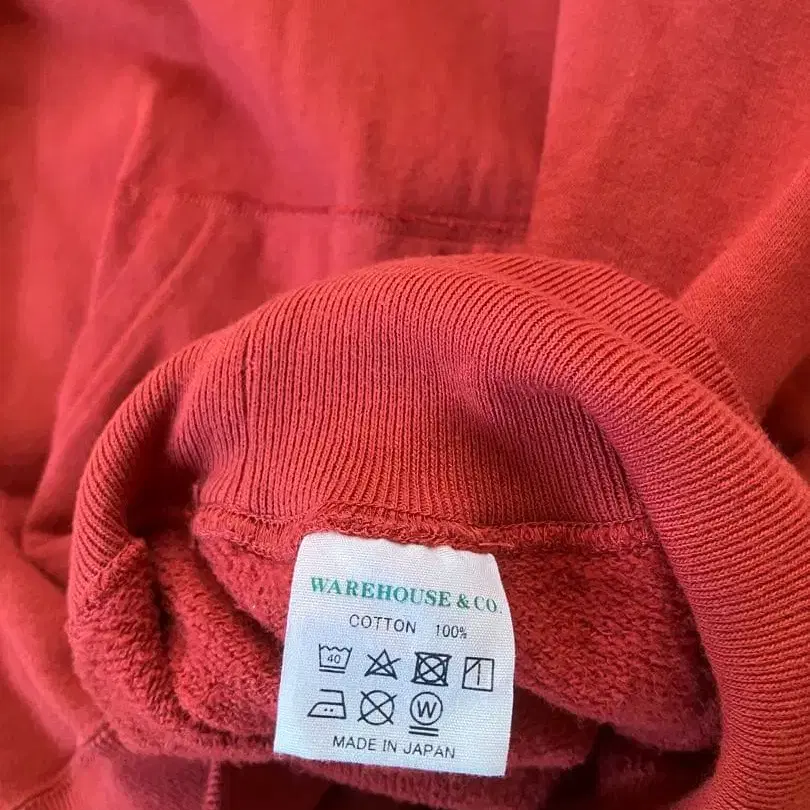 WAREHOUSE & CO.
COTTON 100%
40
W
MADE IN JAPAN